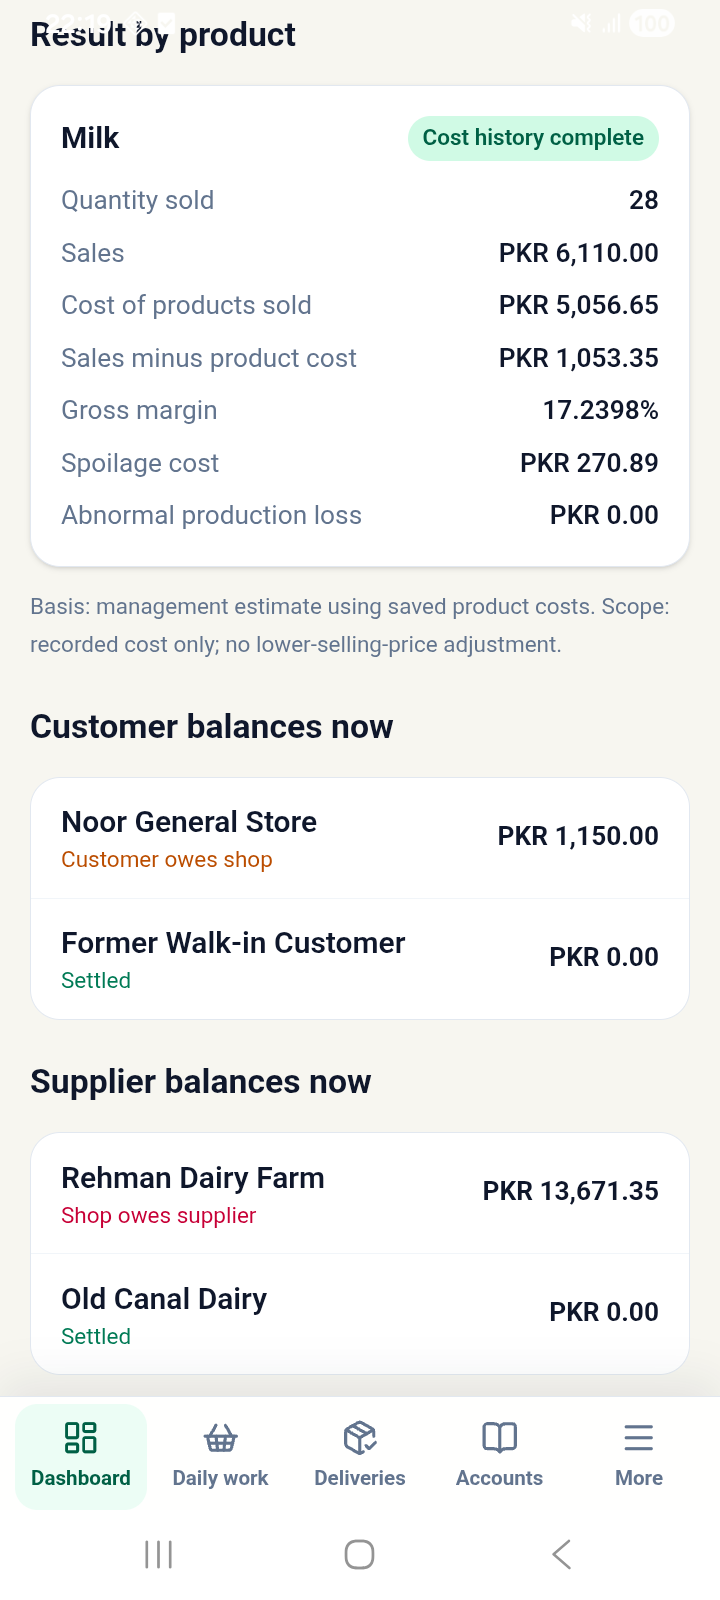 22:19
100
Result by product
Milk
Cost history complete
Quantity sold
28
Sales
PKR 6,110.00
Cost of products sold
PKR 5,056.65
Sales minus product cost
PKR 1,053.35
Gross margin
17.2398%
Spoilage cost
PKR 270.89
Abnormal production loss
PKR 0.00
Basis: management estimate using saved product costs. Scope:
recorded cost only; no lower-selling-price adjustment.
Customer balances now
Noor General Store
PKR 1,150.00
Customer owes shop
Former Walk-in Customer
PKR 0.00
Settled
Supplier balances now
Rehman Dairy Farm
PKR 13,671.35
Shop owes supplier
Old Canal Dairy
PKR 0.00
Settled
Dashboard
Daily work
Deliveries
Accounts
More